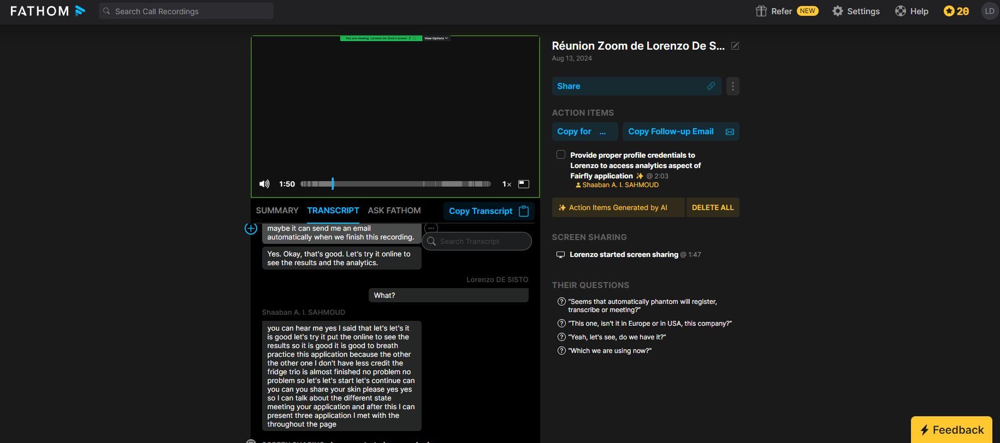 FATHOM
Search Call Recordings
Refer NEW
Settings
Help
20
LD
You are viewing Lorenzo De Sisto's screen
View Options
1:50
1×
SUMMARY
TRANSCRIPT
ASK FATHOM
Copy Transcript
maybe it can send me an email
automatically when we finish this recording.
Search Transcript
Yes. Okay, that's good. Let's try it online to
see the results and the analytics.
Lorenzo DE SISTO
What?
Shaaban A. I. SAHMOUD
you can hear me yes I said that let's let's it
is good let's try it put the online to see the
results so it is good it is good to breath
practice this application because the other
the other one I don't have less credit the
fridge trio is almost finished no problem no
problem so let's let's start let's continue can
you can you share your skin please yes yes
so I can talk about the different state
meeting your application and after this I can
present three application I met with the
throughout the page
Réunion Zoom de Lorenzo De S...
Aug 13, 2024
Share
ACTION ITEMS
Copy for ...
Copy Follow-up Email
Provide proper profile credentials to
Lorenzo to access analytics aspect of
Fairfly application ✨ @ 2:03
Shaaban A. I. SAHMOUD
✨ Action Items Generated by AI
DELETE ALL
SCREEN SHARING
Lorenzo started screen sharing @ 1:47
THEIR QUESTIONS
“Seems that automatically phantom will register,
transcribe or meeting?”
“This one, isn't it in Europe or in USA, this company?”
“Yeah, let's see, do we have it?”
“Which we are using now?”
Feedback